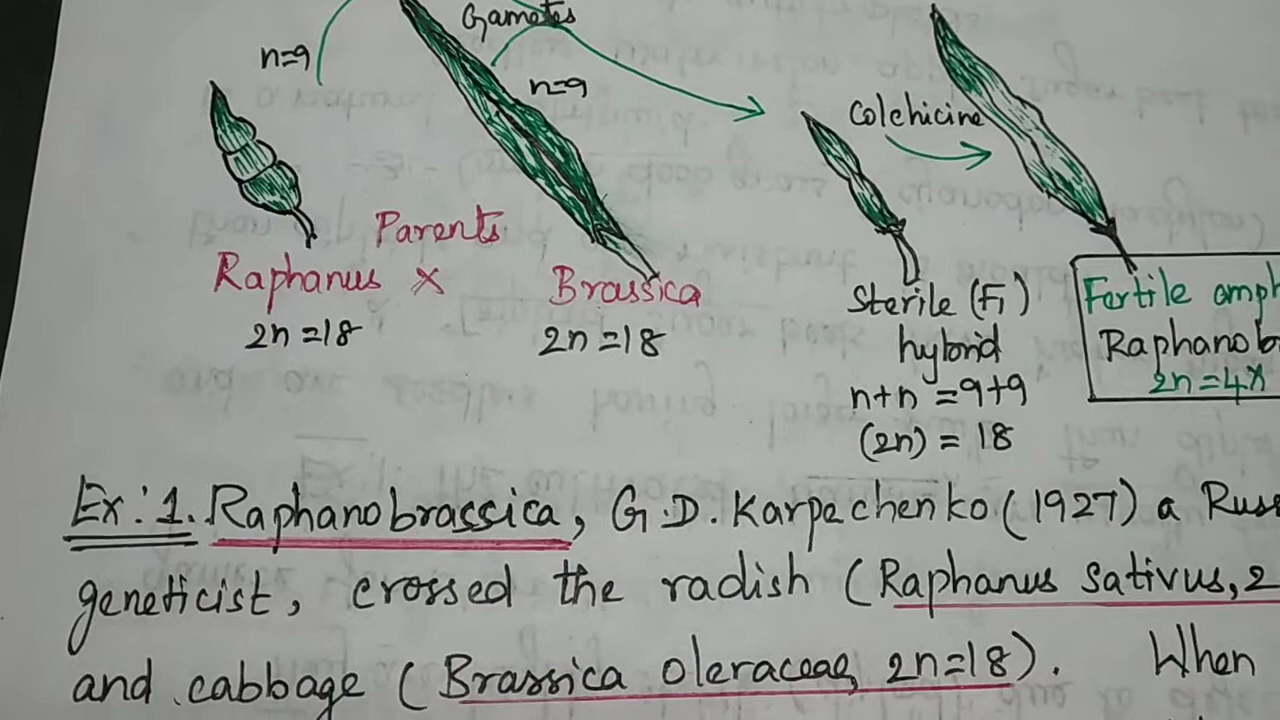 Gametes
n=9
n=9
Colchicine
Parents
Raphanus x Brassica
2n=18
2n=18
Sterile (F1)
hybrid
n+n =9+9
(2n) = 18
Fertile amph
Raphanob
2n=4x
Ex:1. Raphanobrassica, G.D. Karpechenko (1927) a Russ
geneticist, crossed the radish (Raphanus sativus, 2
and cabbage (Brassica oleraceae, 2n=18). When